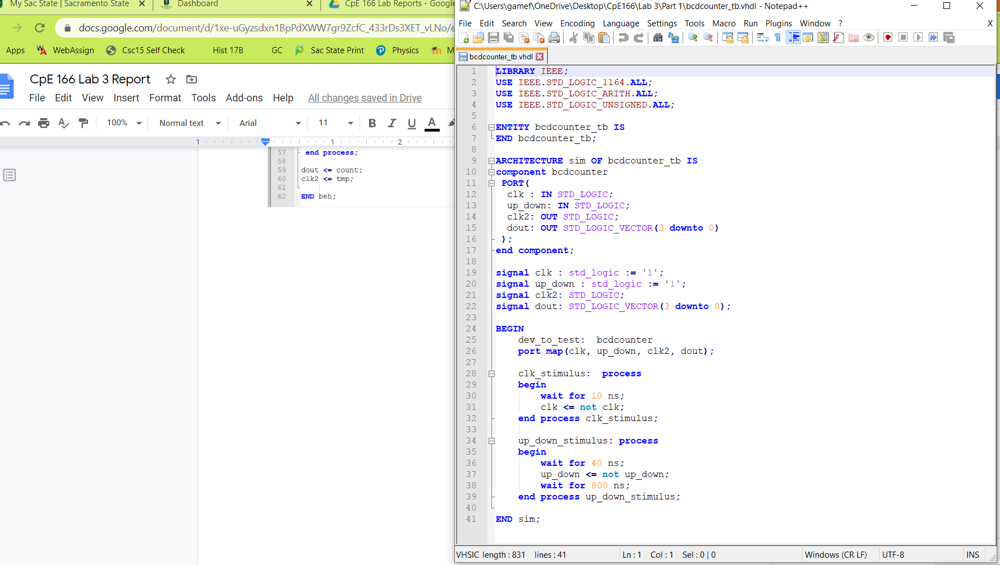 My Sac State | Sacramento State
Dashboard
CpE 166 Lab Reports - Google
docs.google.com/document/d/1xe-uGyzsdxn1BpPdXWW7gr9ZcfC_433rDs3XET_vLNo/e
Apps WebAssign Csc15 Self Check Hist 17B GC Sac State Print Physics M
CpE 166 Lab 3 Report
File Edit View Insert Format Tools Add-ons Help All changes saved in Drive
100% Normal text Arial 11 B I U A
1 1 2
57 end process;
58
59 dout <= count;
60 clk2 <= tmp;
61
62 END beh;
C:\Users\gamef\OneDrive\Desktop\CpE166\Lab 3\Part 1\bcdcounter_tb.vhdl - Notepad++
File Edit Search View Encoding Language Settings Tools Macro Run Plugins Window ? X
bcdcounter_tb.vhdl
1 LIBRARY IEEE;
2 USE IEEE.STD_LOGIC_1164.ALL;
3 USE IEEE.STD_LOGIC_ARITH.ALL;
4 USE IEEE.STD_LOGIC_UNSIGNED.ALL;
5
6 ENTITY bcdcounter_tb IS
7 END bcdcounter_tb;
8
9 ARCHITECTURE sim OF bcdcounter_tb IS
10 component bcdcounter
11 PORT(
12 clk : IN STD_LOGIC;
13 up_down: IN STD_LOGIC;
14 clk2: OUT STD_LOGIC;
15 dout: OUT STD_LOGIC_VECTOR(3 downto 0)
16 );
17 end component;
18
19 signal clk : std_logic := '1';
20 signal up_down : std_logic := '1';
21 signal clk2: STD_LOGIC;
22 signal dout: STD_LOGIC_VECTOR(3 downto 0);
23
24 BEGIN
25 dev_to_test: bcdcounter
26 port map(clk, up_down, clk2, dout);
27
28 clk_stimulus: process
29 begin
30 wait for 10 ns;
31 clk <= not clk;
32 end process clk_stimulus;
33
34 up_down_stimulus: process
35 begin
36 wait for 40 ns;
37 up_down <= not up_down;
38 wait for 800 ns;
39 end process up_down_stimulus;
40
41 END sim;
VHSIC length : 831 lines : 41 Ln : 1 Col : 1 Sel : 0 | 0 Windows (CR LF) UTF-8 INS